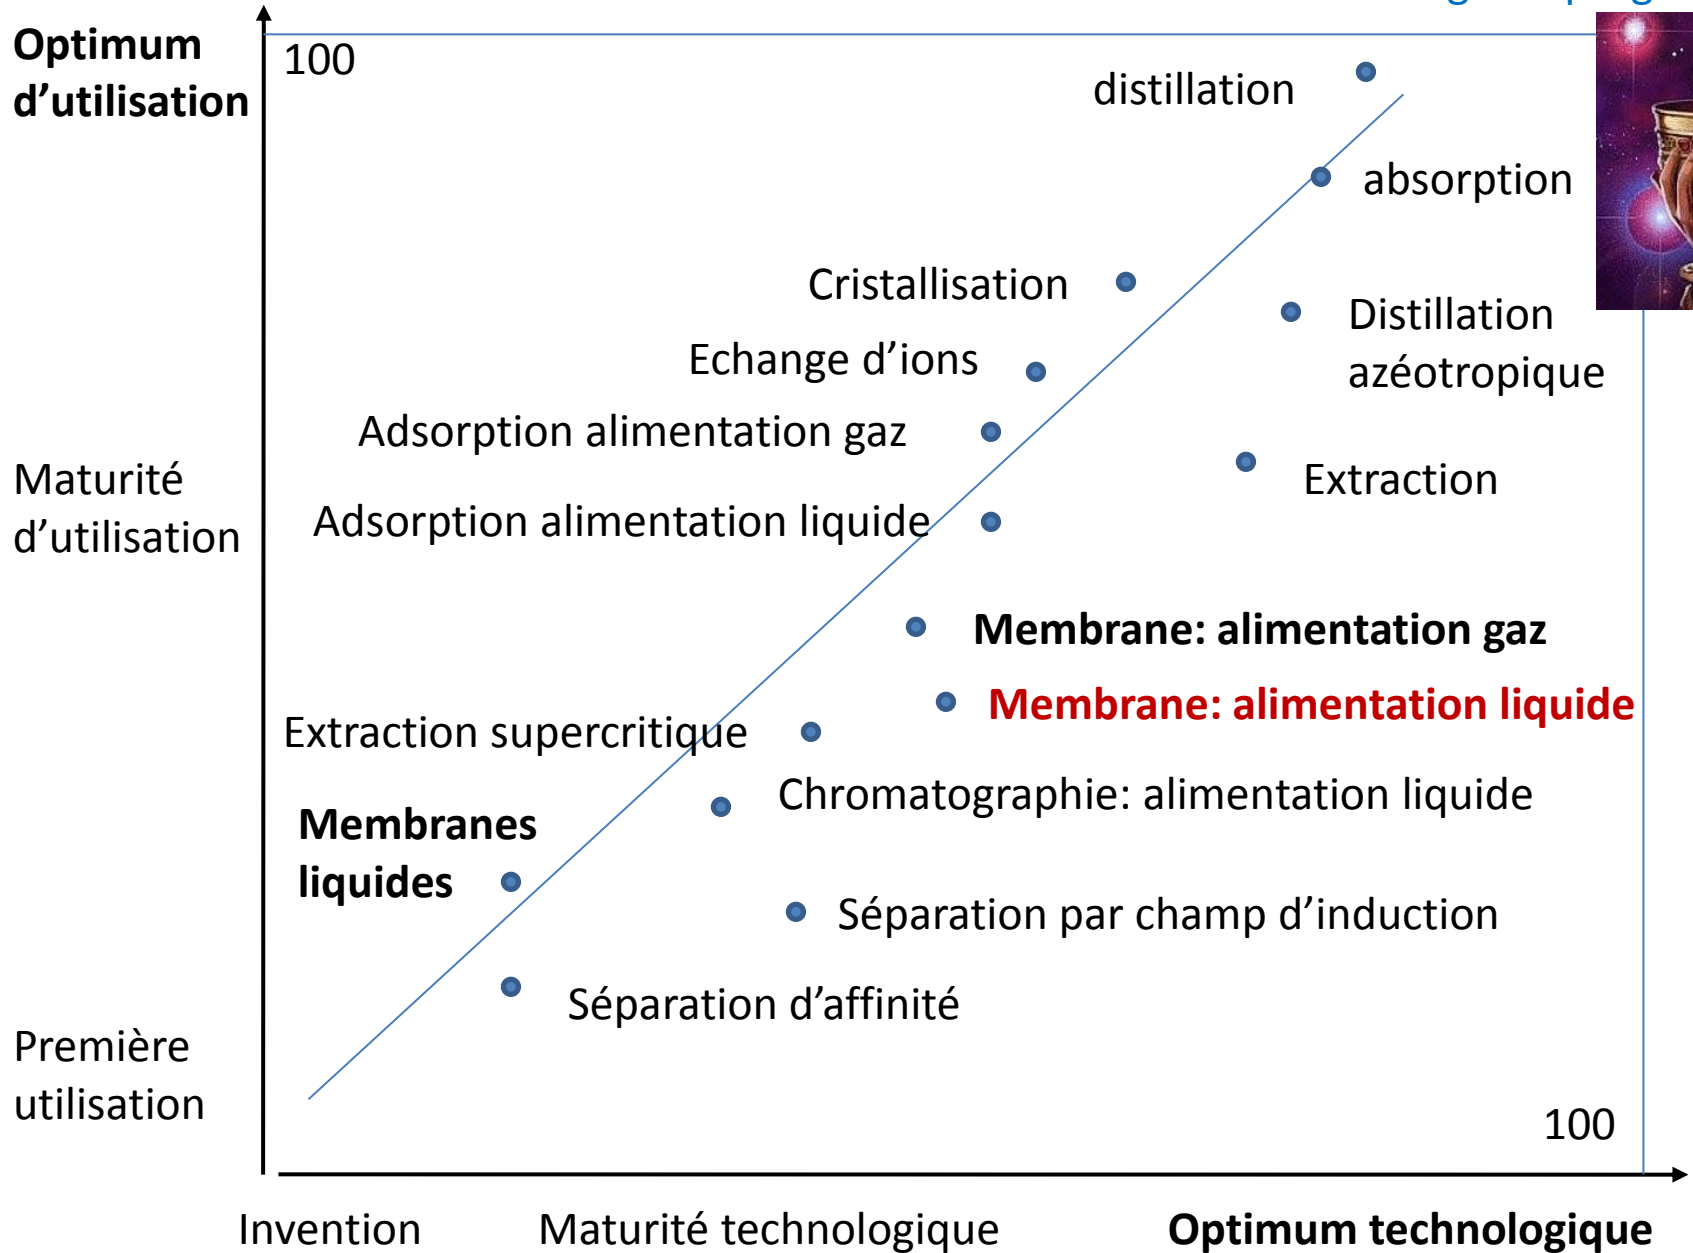 Optimum
d’utilisation
100
distillation
absorption
Cristallisation
Distillation
azéotropique
Echange d’ions
Adsorption alimentation gaz
Maturité
d’utilisation
Extraction
Adsorption alimentation liquide
Membrane: alimentation gaz
Membrane: alimentation liquide
Extraction supercritique
Chromatographie: alimentation liquide
Membranes
liquides
Séparation par champ d’induction
Séparation d’affinité
Première
utilisation
100
Invention
Maturité technologique
Optimum technologique